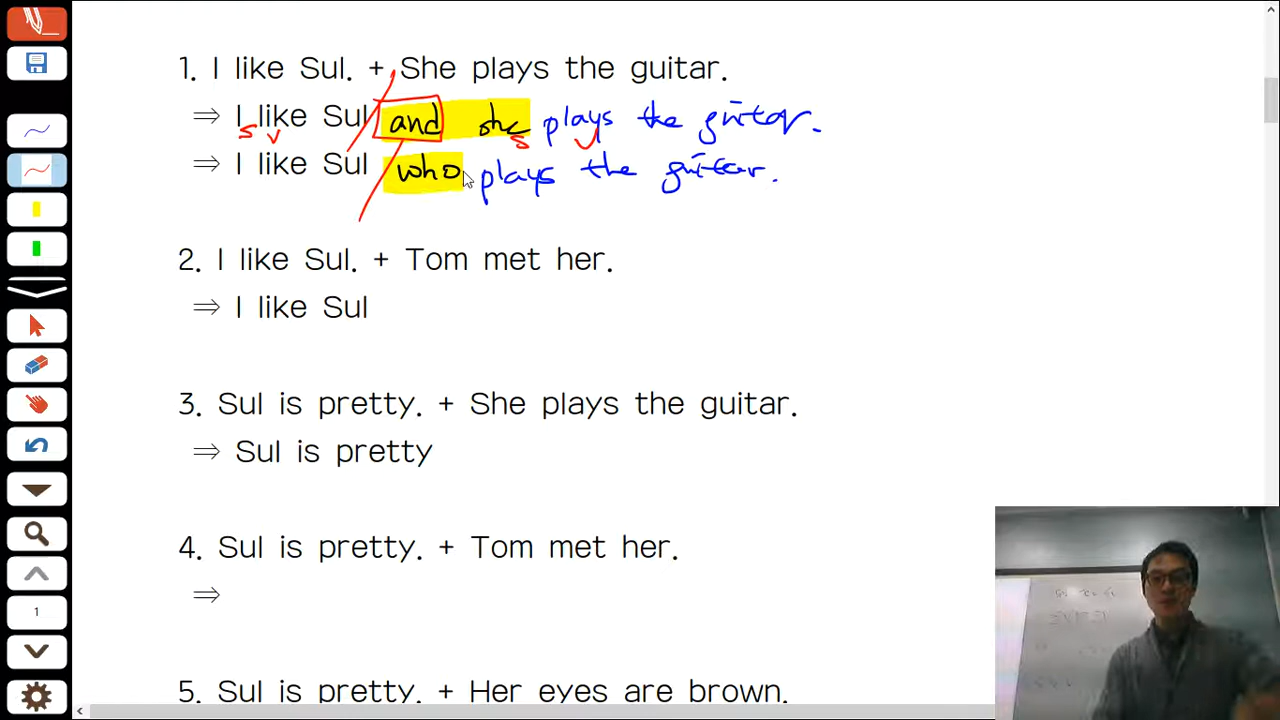 1. I like Sul. + She plays the guitar.
⇒ I like Sul and she plays the guitar.
s v s v
⇒ I like Sul who plays the guitar.
2. I like Sul. + Tom met her.
⇒ I like Sul
3. Sul is pretty. + She plays the guitar.
⇒ Sul is pretty
4. Sul is pretty. + Tom met her.
⇒
1
5. Sul is pretty. + Her eyes are brown.